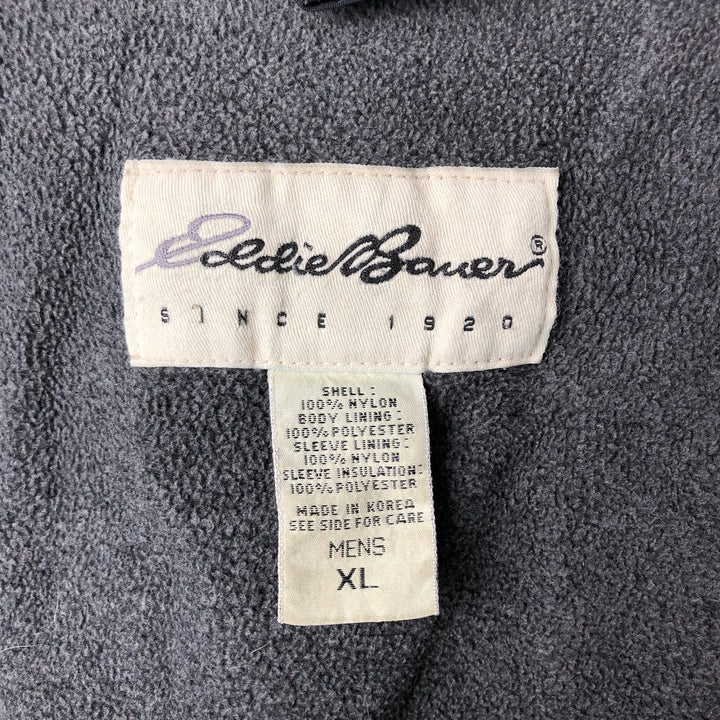 Eddie Bauer®
SINCE 1920
SHELL:
100% NYLON
BODY LINING:
100% POLYESTER
SLEEVE LINING:
100% NYLON
SLEEVE INSULATION:
100% POLYESTER
MADE IN KOREA
SEE SIDE FOR CARE
MENS
XL